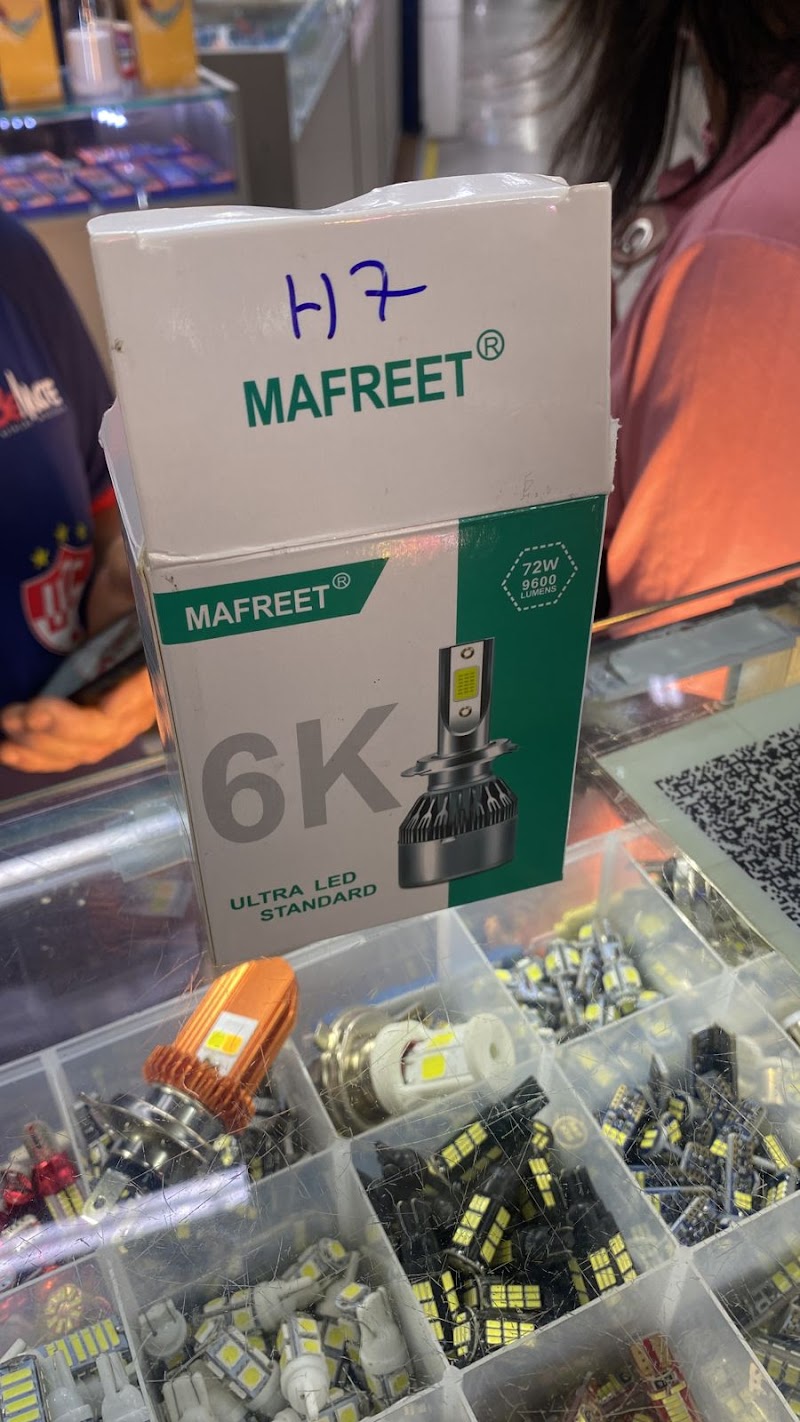 H7
MAFREET®
MAFREET®
72W
9600
LUMENS
6K
ULTRA LED
STANDARD